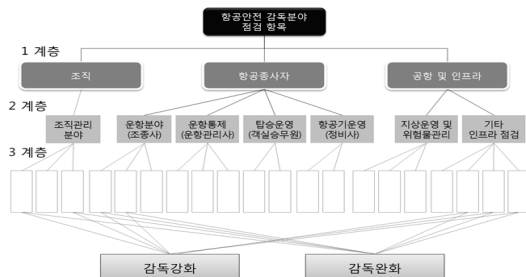 항공안전 감독분야
점검 항목
1 계층
조직
항공종사자
공항 및 인프라
2 계층
조직관리
분야
운항분야
(조종사)
운항통제
(운항관리사)
탑승운영
(객실승무원)
항공기운영
(정비사)
지상운영 및
위험물관리
기타
인프라 점검
3 계층
감독강화
감독완화